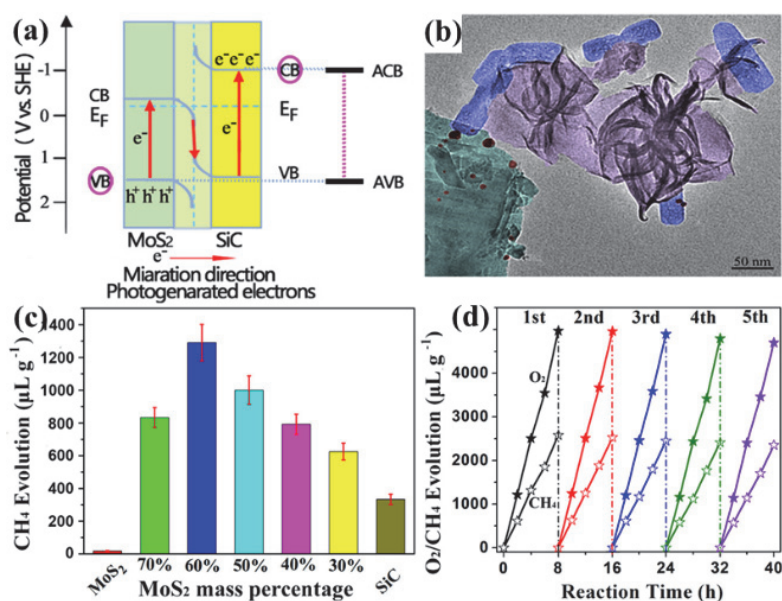 (a)
Potential ( V vs. SHE)
-1
0
1
2
CB
E_F
e⁻
VB
h⁺ h⁺ h⁺
e⁻ e⁻ e⁻
e⁻
CB
E_F
VB
ACB
AVB
MoS₂ SiC
e⁻
Miaration direction
Photogenarated electrons
(b)
50 nm
(c)
CH₄ Evolution (μL g⁻¹)
1400
1200
1000
800
600
400
200
0
MoS₂ 70% 60% 50% 40% 30% SiC
MoS₂ mass percentage
(d)
O₂/CH₄ Evolution (μL g⁻¹)
5000
4000
3000
2000
1000
0
1st 2nd 3rd 4th 5th
O₂
CH₄
0 8 16 24 32 40
Reaction Time (h)